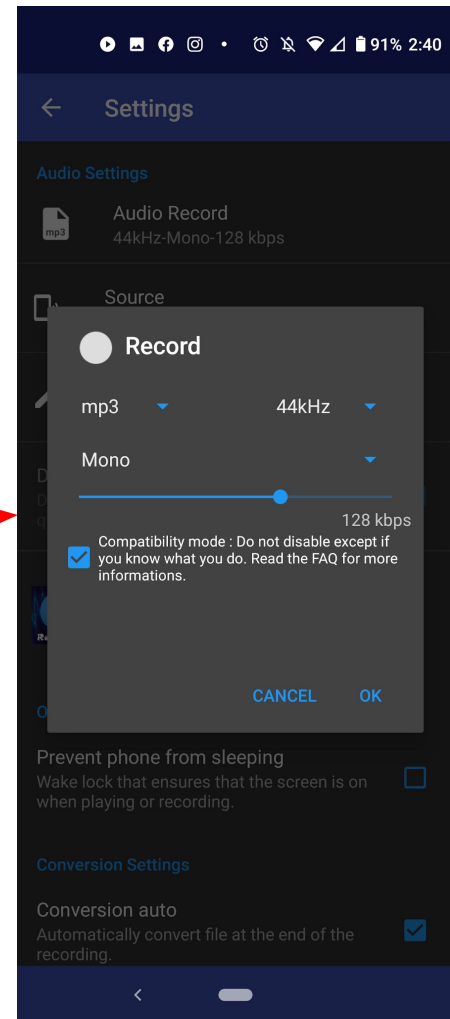 91% 2:40
Settings
Audio Settings
mp3
Audio Record
44kHz-Mono-128 kbps
Source
Record
mp3
44kHz
Mono
128 kbps
Compatibility mode : Do not disable except if
you know what you do. Read the FAQ for more
informations.
CANCEL
OK
Prevent phone from sleeping
Wake lock that ensures that the screen is on
when playing or recording.
Conversion Settings
Conversion auto
Automatically convert file at the end of the
recording.